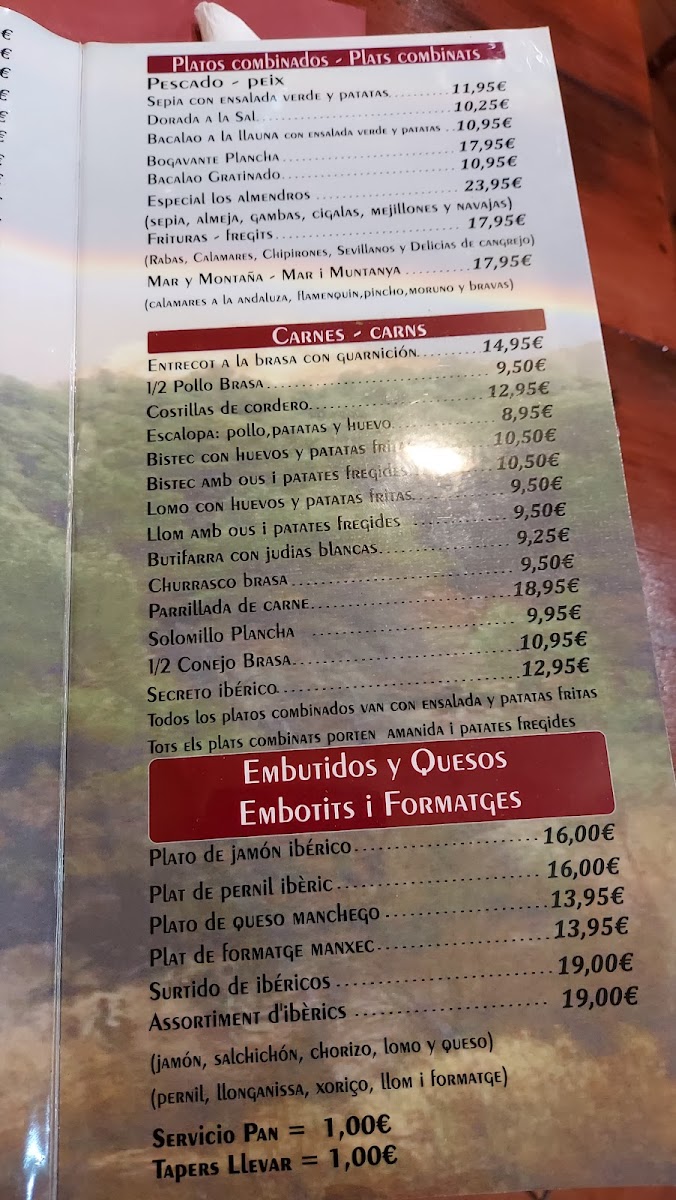 Platos combinados - Plats combinats
Pescado - peix
Sepia con ensalada verde y patatas.......... 11,95€
Dorada a la Sal.............................. 10,25€
Bacalao a la llauna con ensalada verde y patatas .. 10,95€
Bogavante Plancha............................ 17,95€
Bacalao Gratinado............................ 10,95€
Especial los almendros ...................... 23,95€
(sepia, almeja, gambas, cigalas, mejillones y navajas)
Frituras - fregits........................... 17,95€
(Rabas, Calamares, Chipirones, Sevillanos y Delicias de cangrejo)
Mar y Montaña - Mar i Muntanya .......... 17,95€
(calamares a la andaluza, flamenquin,pincho,moruno y bravas)
Carnes - carns
Entrecot a la brasa con guarnición......... 14,95€
1/2 Pollo Brasa.............................. 9,50€
Costillas de cordero......................... 12,95€
Escalopa: pollo,patatas y huevo.............. 8,95€
Bistec con huevos y patatas fritas .......... 10,50€
Bistec amb ous i patates fregides ........... 10,50€
Lomo con huevos y patatas fritas............. 9,50€
Llom amb ous i patates fregides ............. 9,50€
Butifarra con judias blancas................. 9,25€
Churrasco brasa ............................. 9,50€
Parrillada de carne.......................... 18,95€
Solomillo Plancha ........................... 9,95€
1/2 Conejo Brasa............................. 10,95€
Secreto ibérico.............................. 12,95€
Todos los platos combinados van con ensalada y patatas fritas
Tots els plats combinats porten amanida i patates fregides
Embutidos y Quesos
Embotits i Formatges
Plato de jamón ibérico....................... 16,00€
Plat de pernil ibèric ....................... 16,00€
Plato de queso manchego ..................... 13,95€
Plat de formatge manxec...................... 13,95€
Surtido de ibéricos ......................... 19,00€
Assortiment d'ibèrics ....................... 19,00€
(jamón, salchichón, chorizo, lomo y queso)
(pernil, llonganissa, xoriço, llom i formatge)
Servicio Pan = 1,00€
Tapers Llevar = 1,00€